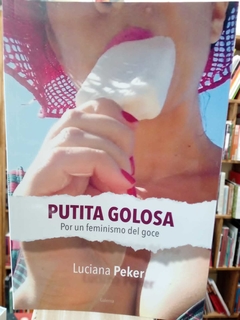 PUTITA GOLOSA
Por un feminismo del goce
Luciana Peker